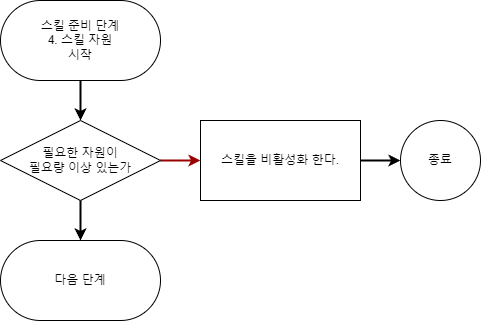 스킬 준비 단계
4. 스킬 자원
시작
필요한 자원이
필요량 이상 있는가
스킬을 비활성화 한다.
종료
다음 단계